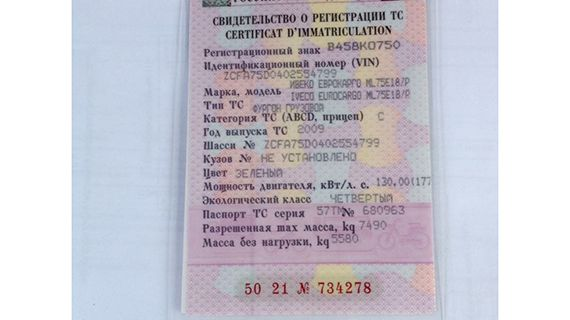 СВИДЕТЕЛЬСТВО О РЕГИСТРАЦИИ ТС
CERTIFICAT D'IMMATRICULATION
Регистрационный знак В458КО750
Идентификационный номер (VIN)
ZCFA75D0402554799
Марка, модель ИВЕКО ЕВРОКАРГО ML75E18/P
IVECO EUROCARGO ML75E18/P
Тип ТС ФУРГОН ГРУЗОВОЙ
Категория ТС (ABCD, прицеп) C
Год выпуска ТС 2009
Шасси № ZCFA75D0402554799
Кузов № НЕ УСТАНОВЛЕНО
Цвет ЗЕЛЕНЫЙ
Мощность двигателя, кВт/л. с. 130,00(177
Экологический класс ЧЕТВЕРТЫЙ
Паспорт ТС серия 57ТМ № 680963
Разрешенная max масса, kg 7490
Масса без нагрузки, kg 5580
50 21 № 734278